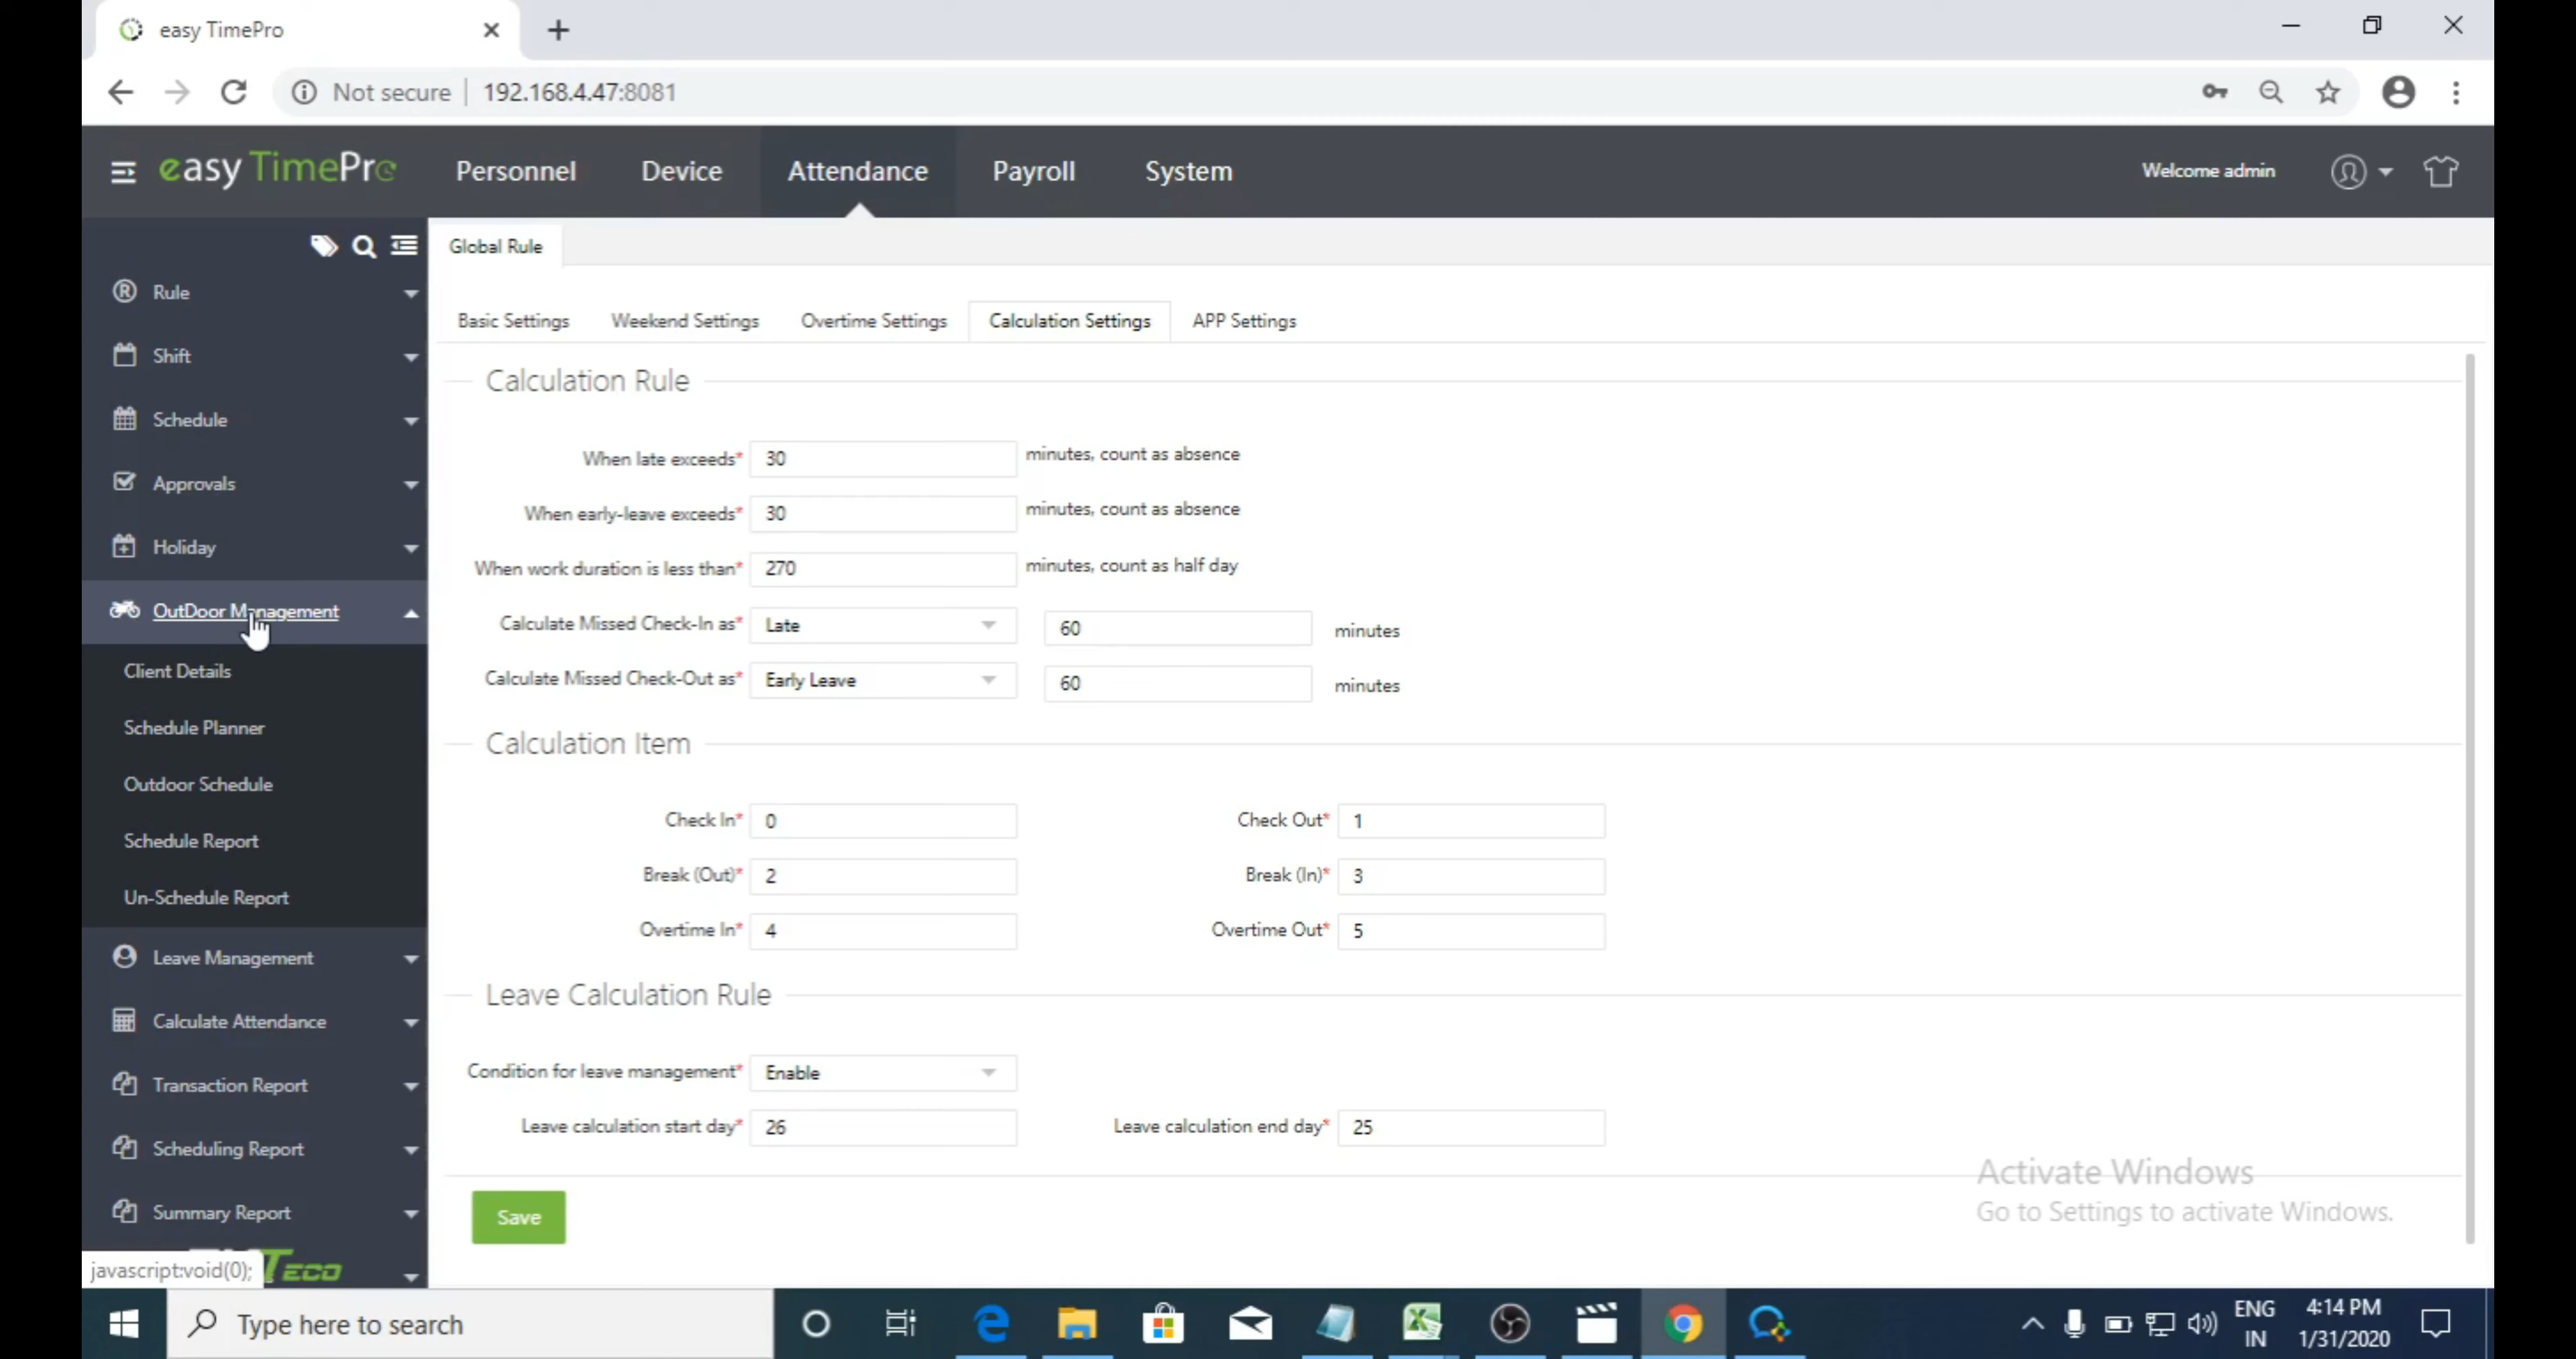 easy TimePro
Not secure 192.168.4.47:8081
easy TimePro Personnel Device Attendance Payroll System Welcome admin
Global Rule
Rule
Shift
Schedule
Approvals
Holiday
OutDoor Management
Client Details
Schedule Planner
Outdoor Schedule
Schedule Report
Un-Schedule Report
Leave Management
Calculate Attendance
Transaction Report
Scheduling Report
Summary Report
javascript:void(0);
TECO
Basic Settings Weekend Settings Overtime Settings Calculation Settings APP Settings
Calculation Rule
When late exceeds* 30 minutes, count as absence
When early-leave exceeds* 30 minutes, count as absence
When work duration is less than* 270 minutes, count as half day
Calculate Missed Check-In as* Late 60 minutes
Calculate Missed Check-Out as* Early Leave 60 minutes
Calculation Item
Check In* 0 Check Out* 1
Break (Out)* 2 Break (In)* 3
Overtime In* 4 Overtime Out* 5
Leave Calculation Rule
Condition for leave management* Enable
Leave calculation start day* 26 Leave calculation end day* 25
Save
Activate Windows
Go to Settings to activate Windows.
Type here to search
ENG
IN
4:14 PM
1/31/2020